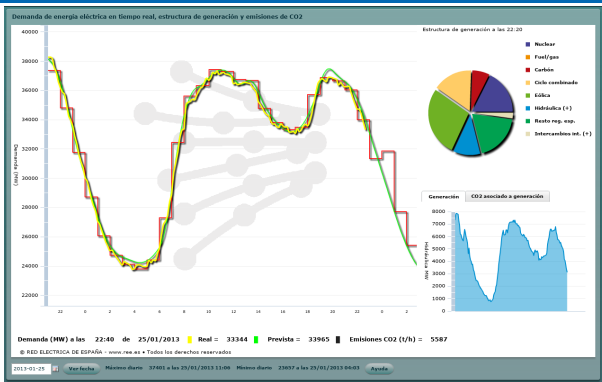 Demanda de energía eléctrica en tiempo real, estructura de generación y emisiones de CO2
Estructura de generación a las 22:20
40000
38000
36000
34000
32000
30000
28000
26000
24000
22000
Demanda (MW)
22 0 2 4 6 8 10 12 14 16 18 20 22 0 2
Nuclear
Fuel/gas
Carbón
Ciclo combinado
Eólica
Hidráulica (+)
Resto reg. esp.
Intercambios int. (+)
Generación CO2 asociado a generación
8000
7000
6000
5000
4000
3000
2000
1000
0
Hidráulica MW
Demanda (MW) a las 22:40 de 25/01/2013 Real = 33344 Prevista = 33965 Emisiones CO2 (t/h) = 5587
® RED ELECTRICA DE ESPAÑA - www.ree.es • Todos los derechos reservados
2013-01-25 Ver fecha Máximo diario 37401 a las 25/01/2013 11:06 Mínimo diario 23657 a las 25/01/2013 04:03 Ayuda